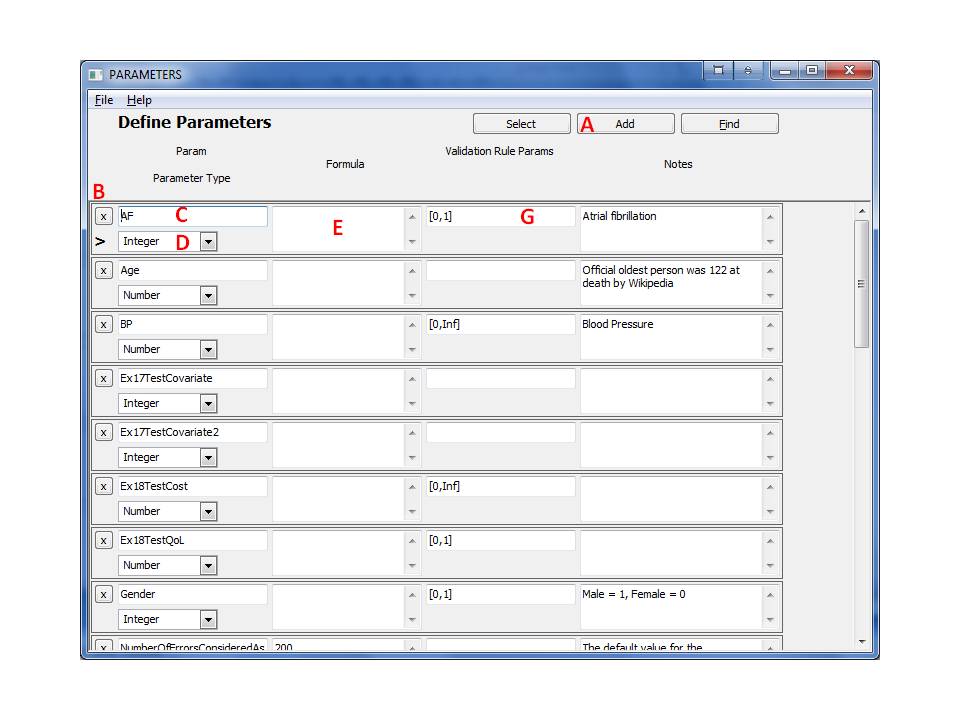 PARAMETERS
File Help
Define Parameters
Select
A Add
Find
Param
Parameter Type
Formula
Validation Rule Params
Notes
B
x AF C E [0,1] G Atrial fibrillation
> Integer D
x Age Official oldest person was 122 at
death by Wikipedia
Number
x BP [0,Inf] Blood Pressure
Number
x Ex17TestCovariate
Integer
x Ex17TestCovariate2
Integer
x Ex18TestCost [0,Inf]
Number
x Ex18TestQoL [0,1]
Number
x Gender [0,1] Male = 1, Female = 0
Integer
x NumberOfErrorsConsideredAs 200 The default value for the